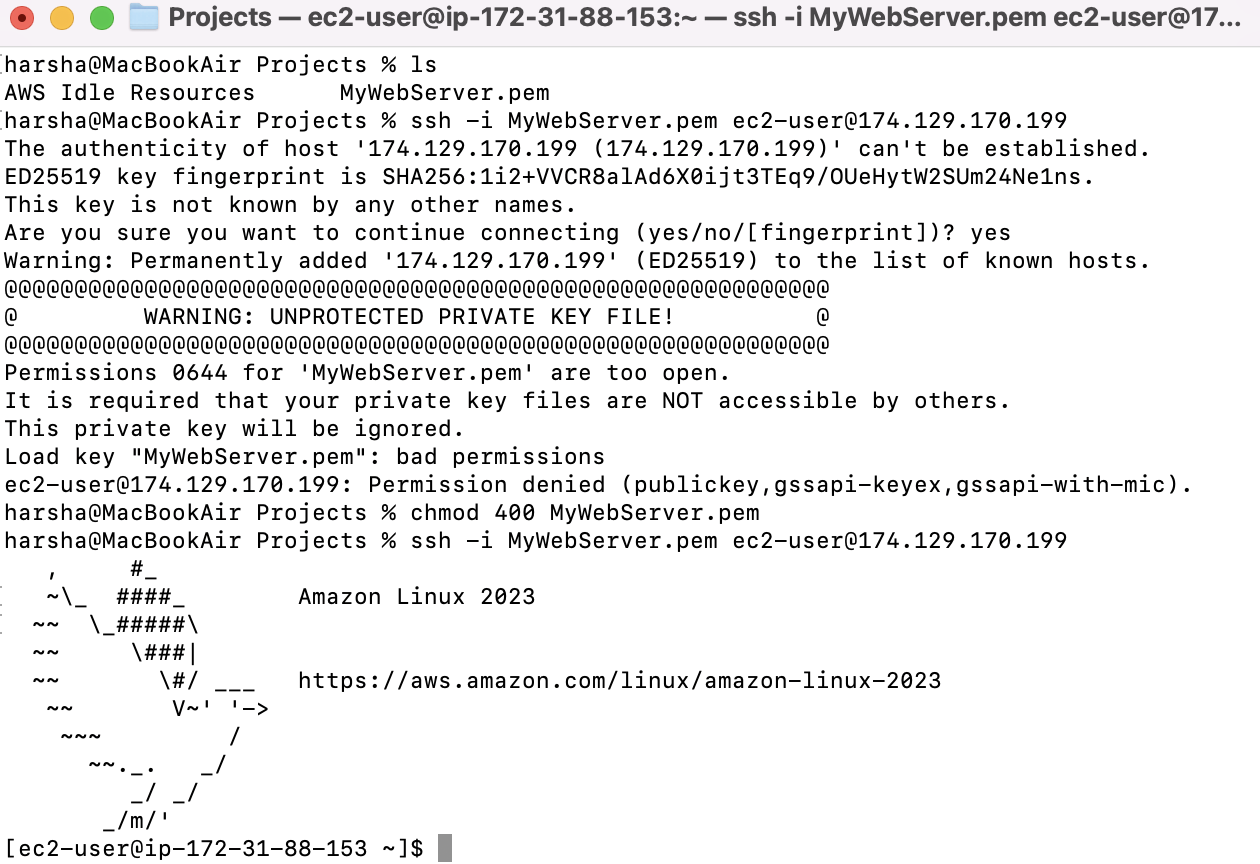 Projects — ec2-user@ip-172-31-88-153:~ — ssh -i MyWebServer.pem ec2-user@17...
[harsha@MacBookAir Projects % ls
AWS Idle Resources      MyWebServer.pem
[harsha@MacBookAir Projects % ssh -i MyWebServer.pem ec2-user@174.129.170.199
The authenticity of host '174.129.170.199 (174.129.170.199)' can't be established.
ED25519 key fingerprint is SHA256:1i2+VVCR8alAd6X0ijt3TEq9/OUeHytW2SUm24Ne1ns.
This key is not known by any other names.
Are you sure you want to continue connecting (yes/no/[fingerprint])? yes
Warning: Permanently added '174.129.170.199' (ED25519) to the list of known hosts.
@@@@@@@@@@@@@@@@@@@@@@@@@@@@@@@@@@@@@@@@@@@@@@@@@@@@@@@@@@@
@         WARNING: UNPROTECTED PRIVATE KEY FILE!          @
@@@@@@@@@@@@@@@@@@@@@@@@@@@@@@@@@@@@@@@@@@@@@@@@@@@@@@@@@@@
Permissions 0644 for 'MyWebServer.pem' are too open.
It is required that your private key files are NOT accessible by others.
This private key will be ignored.
Load key "MyWebServer.pem": bad permissions
ec2-user@174.129.170.199: Permission denied (publickey,gssapi-keyex,gssapi-with-mic).
harsha@MacBookAir Projects % chmod 400 MyWebServer.pem
harsha@MacBookAir Projects % ssh -i MyWebServer.pem ec2-user@174.129.170.199
   ,     #_
   ~\_  ####_        Amazon Linux 2023
  ~~  \_#####\
  ~~     \###|
  ~~       \#/ ___   https://aws.amazon.com/linux/amazon-linux-2023
   ~~       V~' '->
    ~~~         /
      ~~._.   _/
         _/ _/
       _/m/'
[ec2-user@ip-172-31-88-153 ~]$